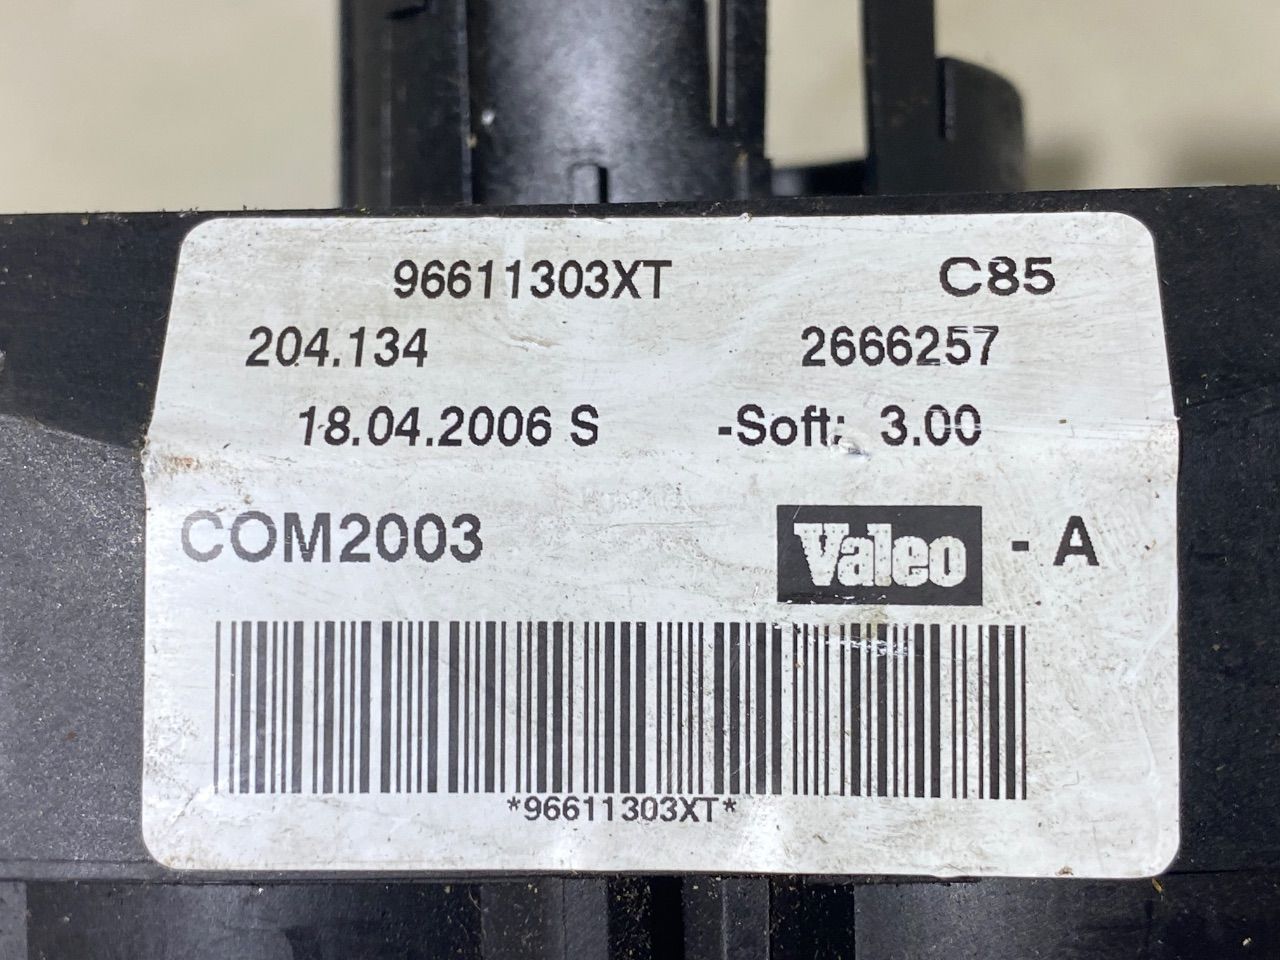 96611303XT C85
204.134 2666257
18.04.2006 S -Soft: 3.00
COM2003 Valeo - A
*96611303XT*